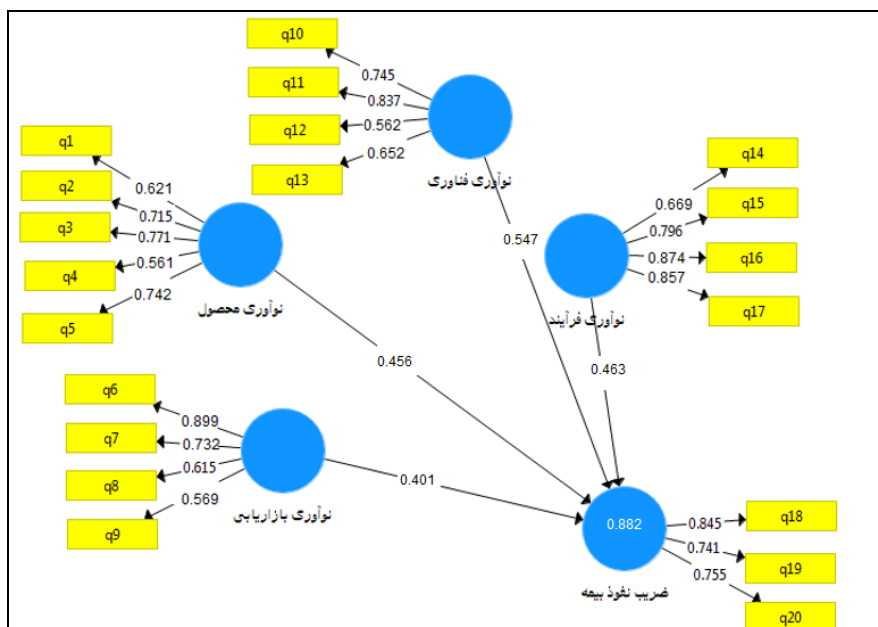 q10
0.745
q11
0.837
q12
0.562
q13
0.652
نوآوری فناوری
q1
0.621
q2
0.715
q3
0.771
q4
0.561
q5
0.742
نوآوری محصول
q14
0.669
q15
0.796
q16
0.874
q17
0.857
نوآوری فرآیند
0.547
0.456
0.463
q6
0.899
q7
0.732
q8
0.615
q9
0.569
نوآوری بازاریابی
0.401
0.882
q18
0.845
q19
0.741
q20
0.755
ضریب نفوذ بیمه